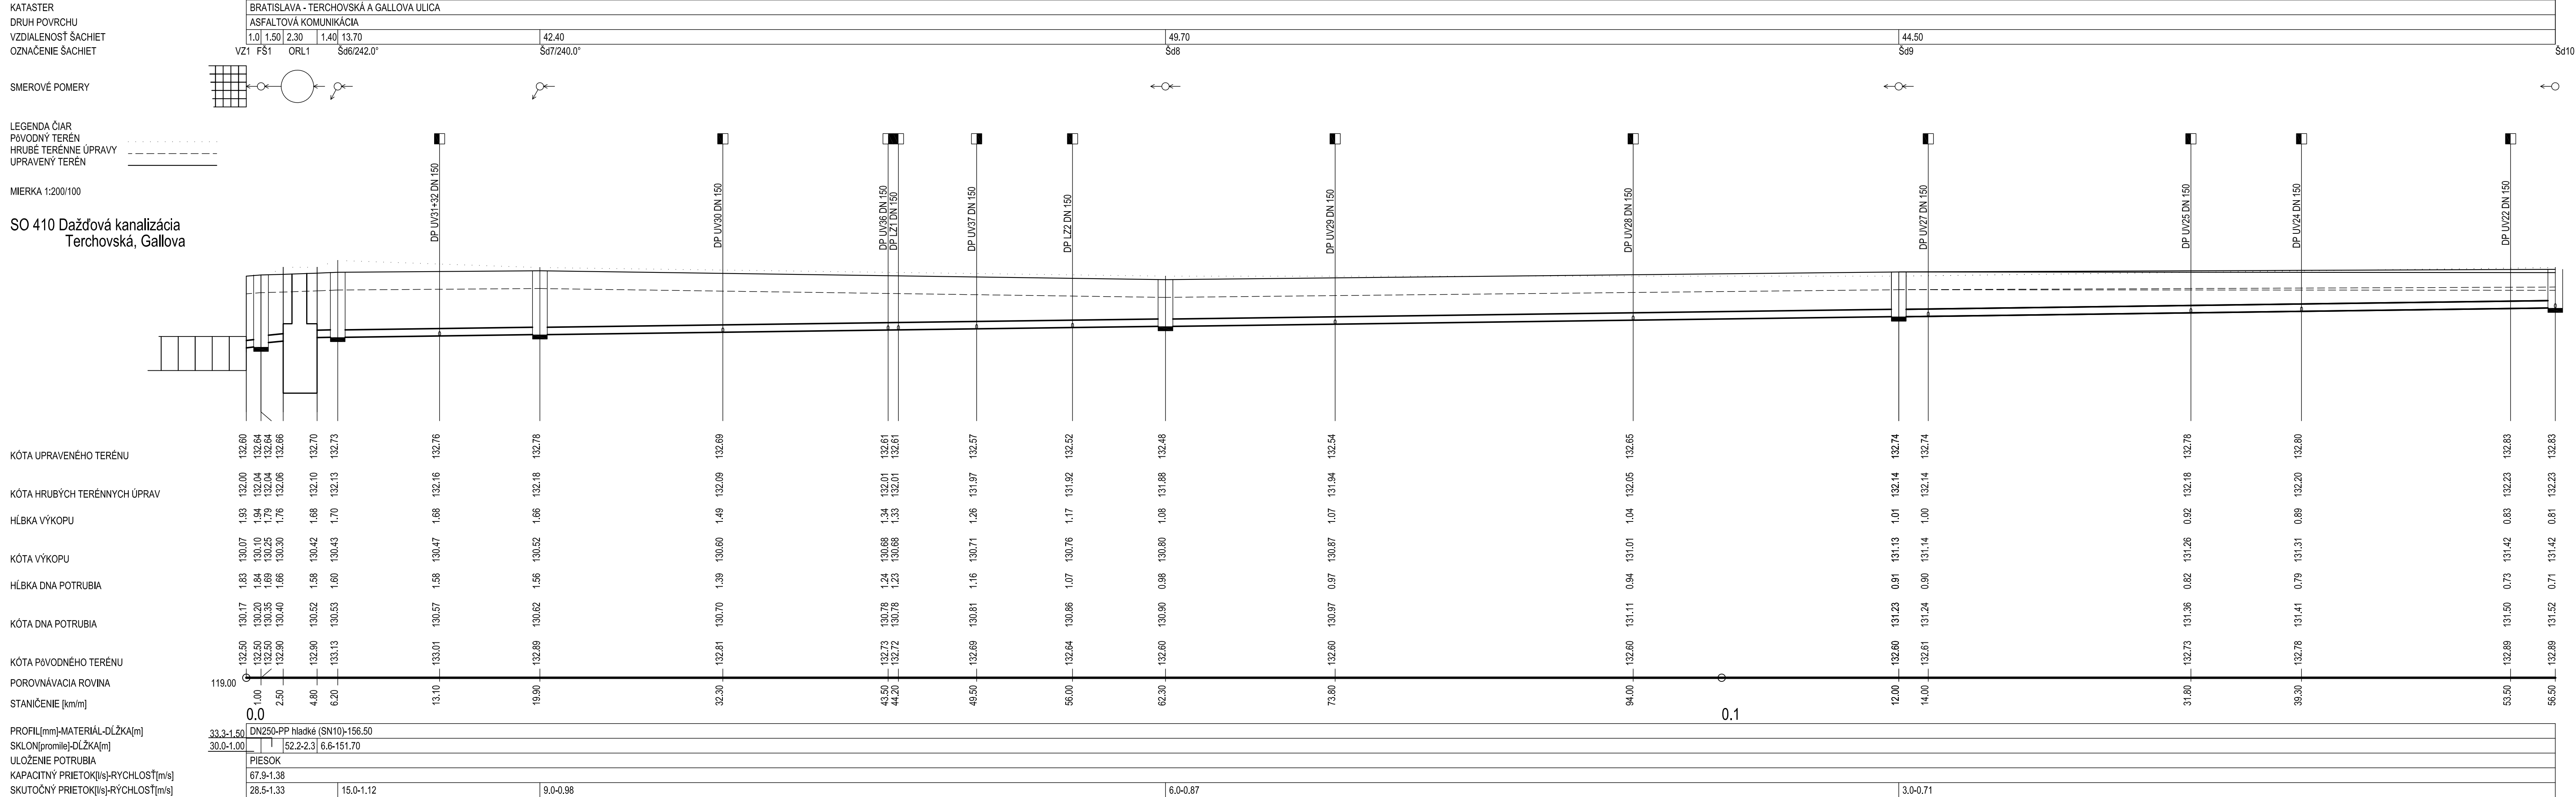 KATASTER BRATISLAVA - TERCHOVSKÁ A GALLOVA ULICA
DRUH POVRCHU ASFALTOVÁ KOMUNIKÁCIA
VZDIALENOSŤ ŠACHIET 1.0 1.50 2.30 1.40 13.70 42.40 49.70 44.50
OZNAČENIE ŠACHIET VZ1 FŠ1 ORL1 Šd6/242.0° Šd7/240.0° Šd8 Šd9 Šd10
SMEROVÉ POMERY
LEGENDA ČIAR
PôVODNÝ TERÉN
HRUBÉ TERÉNNE ÚPRAVY
UPRAVENÝ TERÉN
MIERKA 1:200/100
SO 410 Dažďová kanalizácia
Terchovská, Gallova
DP UV31+32 DN 150
DP UV30 DN 150
DP UV36 DN 150
DP LZ1 DN 150
DP UV37 DN 150
DP LZ2 DN 150
DP UV29 DN 150
DP UV28 DN 150
DP UV27 DN 150
DP UV25 DN 150
DP UV24 DN 150
DP UV22 DN 150
KÓTA UPRAVENÉHO TERÉNU 132.60 132.64 132.64 132.66 132.70 132.73 132.76 132.78 132.69 132.61 132.61 132.57 132.52 132.48 132.54 132.65 132.74 132.74 132.78 132.80 132.83 132.83
KÓTA HRUBÝCH TERÉNNYCH ÚPRAV 132.00 132.04 132.04 132.06 132.10 132.13 132.16 132.18 132.09 132.01 132.01 131.97 131.92 131.88 131.94 132.05 132.14 132.14 132.18 132.20 132.23 132.23
HĹBKA VÝKOPU 1.93 1.94 1.79 1.76 1.68 1.70 1.68 1.66 1.49 1.34 1.33 1.26 1.17 1.08 1.07 1.04 1.01 1.00 0.92 0.89 0.83 0.81
KÓTA VÝKOPU 130.07 130.10 130.25 130.30 130.42 130.43 130.47 130.52 130.60 130.68 130.68 130.71 130.76 130.80 130.87 131.01 131.13 131.14 131.26 131.31 131.42 131.42
HĹBKA DNA POTRUBIA 1.83 1.84 1.69 1.66 1.58 1.60 1.58 1.56 1.39 1.24 1.23 1.16 1.07 0.98 0.97 0.94 0.91 0.90 0.82 0.79 0.73 0.71
KÓTA DNA POTRUBIA 130.17 130.20 130.35 130.40 130.52 130.53 130.57 130.62 130.70 130.78 130.78 130.81 130.86 130.90 130.97 131.11 131.23 131.24 131.36 131.41 131.50 131.52
KÓTA PôVODNÉHO TERÉNU 132.50 132.50 132.50 132.90 132.90 133.13 133.01 132.89 132.81 132.73 132.72 132.69 132.64 132.60 132.60 132.60 132.60 132.61 132.73 132.78 132.89 132.89
POROVNÁVACIA ROVINA 119.00
STANIČENIE [km/m] 1.00 2.50 4.80 6.20 13.10 19.90 32.30 43.50 44.20 49.50 56.00 62.30 73.80 94.00 12.00 14.00 31.80 39.30 53.50 56.50
0.0 0.1
PROFIL[mm]-MATERIÁL-DĹŽKA[m] 33.3-1.50 DN250-PP hladké (SN10)-156.50
SKLON[promile]-DĹŽKA[m] 30.0-1.00 52.2-2.3 6.6-151.70
ULOŽENIE POTRUBIA PIESOK
KAPACITNÝ PRIETOK[l/s]-RYCHLOSŤ[m/s] 67.9-1.38
SKUTOČNÝ PRIETOK[l/s]-RÝCHLOSŤ[m/s] 28.5-1.33 15.0-1.12 9.0-0.98 6.0-0.87 3.0-0.71